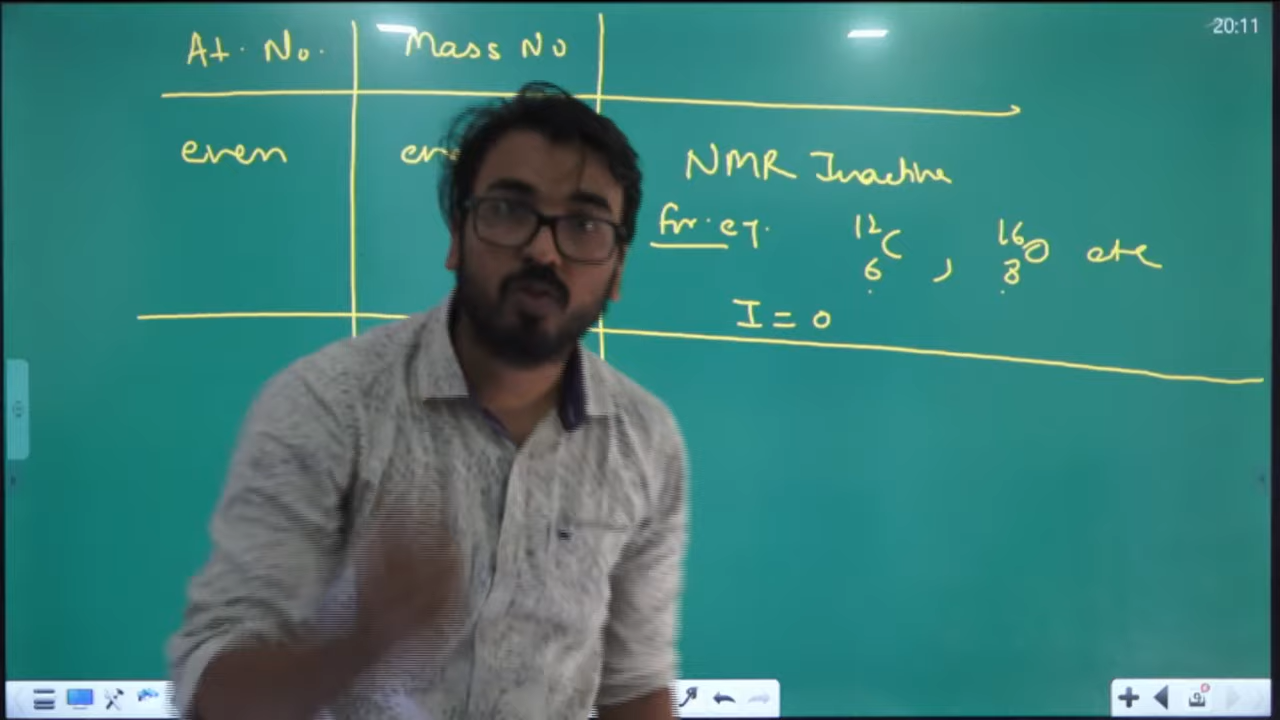 20:11
At. No. Mass No
even NMR Inactive
for eg. 12 6 C , 16 8 O etc
I = 0